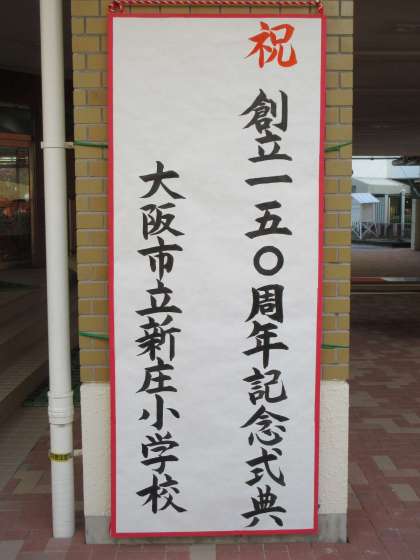 祝 創立一五〇周年記念式典
大阪市立新庄小学校